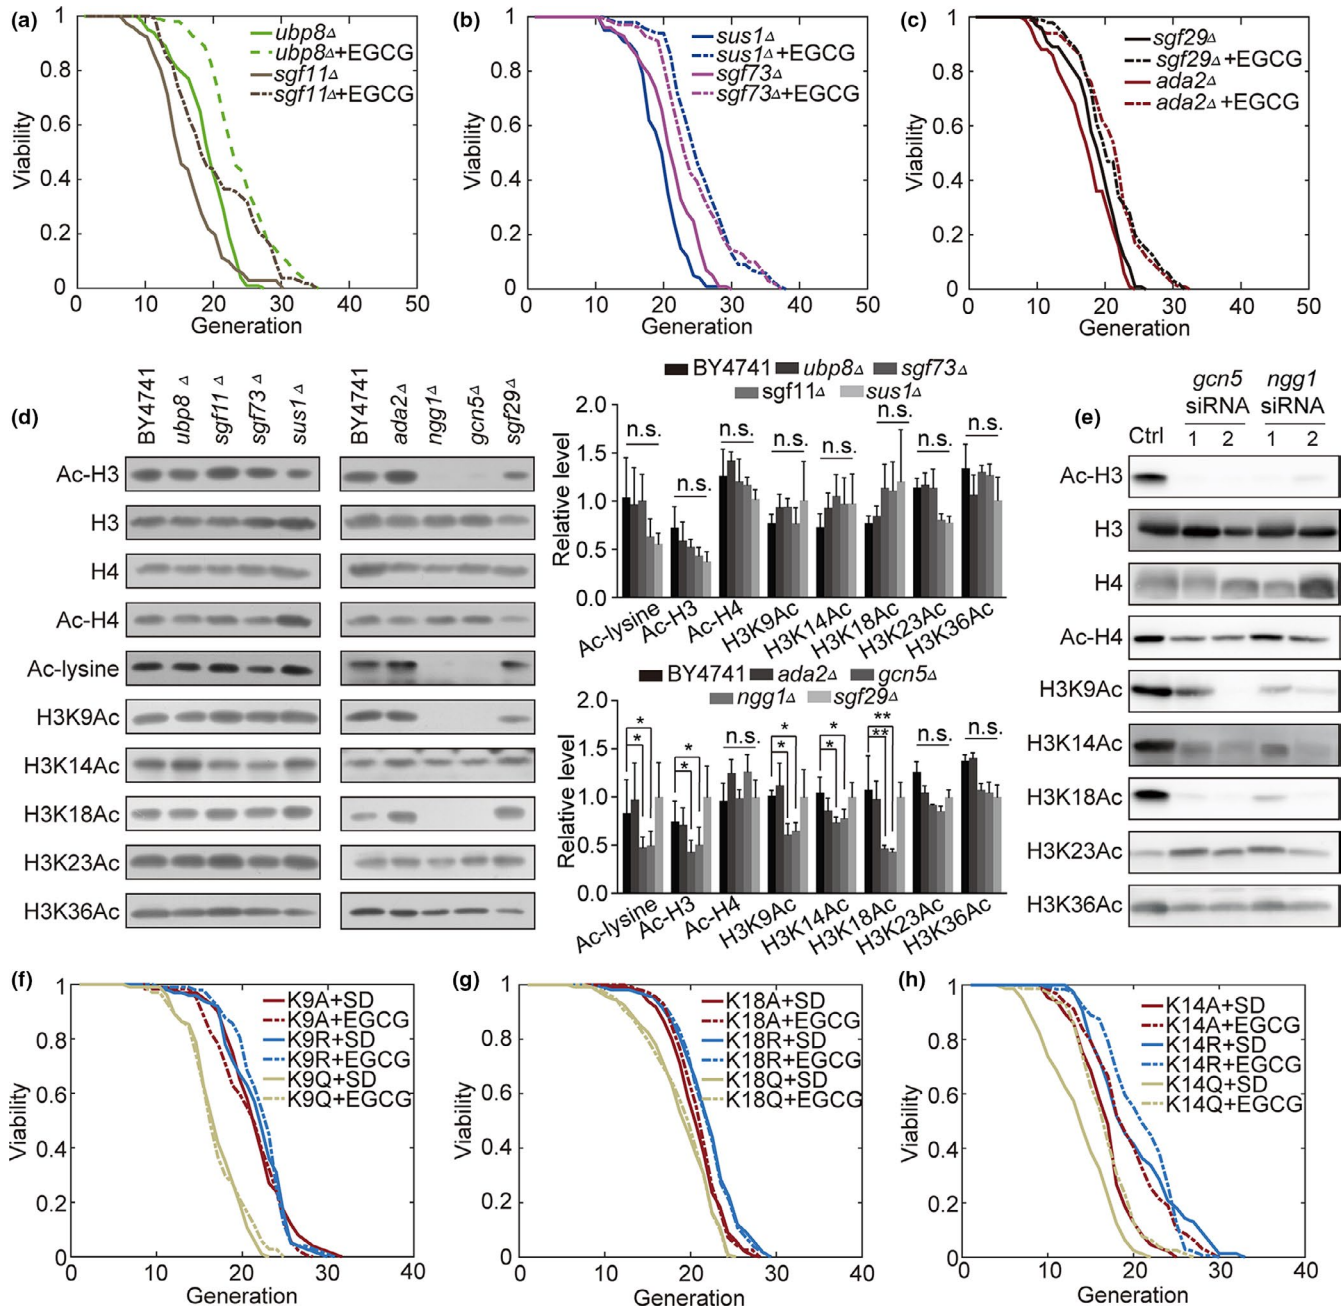 (a)
Viability
1
0.8
0.6
0.4
0.2
0
0 10 20 30 40 50
Generation
ubp8Δ
ubp8Δ+EGCG
sgf11Δ
sgf11Δ+EGCG
(b)
Viability
1
0.8
0.6
0.4
0.2
0
0 10 20 30 40 50
Generation
sus1Δ
sus1Δ+EGCG
sgf73Δ
sgf73Δ+EGCG
(c)
Viability
1
0.8
0.6
0.4
0.2
0
0 10 20 30 40 50
Generation
sgf29Δ
sgf29Δ+EGCG
ada2Δ
ada2Δ+EGCG
(d)
BY4741 ubp8Δ sgf11Δ sgf73Δ sus1Δ
BY4741 ada2Δ ngg1Δ gcn5Δ sgf29Δ
Ac-H3
H3
H4
Ac-H4
Ac-lysine
H3K9Ac
H3K14Ac
H3K18Ac
H3K23Ac
H3K36Ac
BY4741 ubp8Δ sgf73Δ
sgf11Δ sus1Δ
Relative level
2.0
1.5
1.0
0.5
0.0
n.s. n.s. n.s. n.s. n.s. n.s. n.s. n.s.
Ac-lysine Ac-H3 Ac-H4 H3K9Ac H3K14Ac H3K18Ac H3K23Ac H3K36Ac
BY4741 ada2Δ gcn5Δ
ngg1Δ sgf29Δ
Relative level
2.0
1.5
1.0
0.5
0.0
* * * * n.s. * * * * ** ** n.s. n.s.
Ac-lysine Ac-H3 Ac-H4 H3K9Ac H3K14Ac H3K18Ac H3K23Ac H3K36Ac
(e)
gcn5 ngg1
siRNA siRNA
Ctrl 1 2 1 2
Ac-H3
H3
H4
Ac-H4
H3K9Ac
H3K14Ac
H3K18Ac
H3K23Ac
H3K36Ac
(f)
Viability
1
0.8
0.6
0.4
0.2
0
0 10 20 30 40
Generation
K9A+SD
K9A+EGCG
K9R+SD
K9R+EGCG
K9Q+SD
K9Q+EGCG
(g)
Viability
1
0.8
0.6
0.4
0.2
0
0 10 20 30 40
Generation
K18A+SD
K18A+EGCG
K18R+SD
K18R+EGCG
K18Q+SD
K18Q+EGCG
(h)
Viability
1
0.8
0.6
0.4
0.2
0
0 10 20 30 40
Generation
K14A+SD
K14A+EGCG
K14R+SD
K14R+EGCG
K14Q+SD
K14Q+EGCG